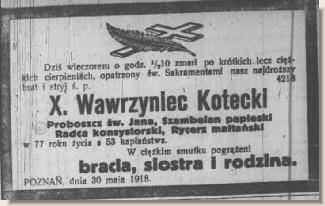 Dziś wieczorem o godz. ½10 zmarł po krótkich lecz cięż-
kich cierpieniach, opatrzony św. Sakramentami nasz najdroższy
brat i stryj ś. p. 4218
X. Wawrzyniec Kotecki
Proboszcz św. Jana, Szambelan papieski
Radca konsystorski, Rycerz maltański
w 77 roku życia a 53 kapłaństwa.
W ciężkim smutku pogrążeni
bracia, siostra i rodzina.
POZNAŃ, dnia 30 maja 1918.